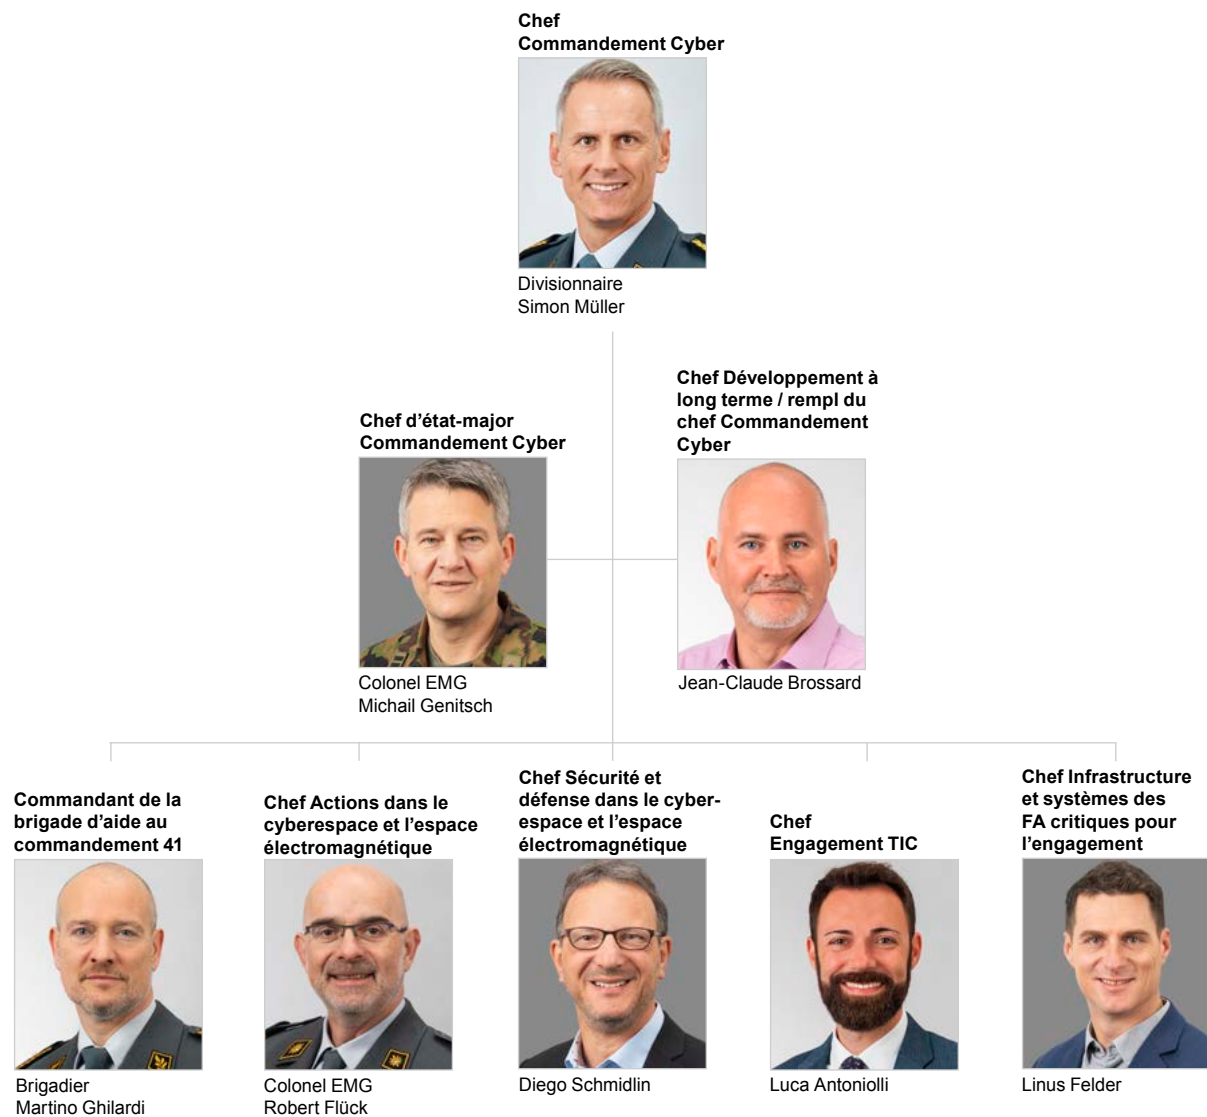 Chef
Commandement Cyber
Divisionnaire
Simon Müller
Chef d’état-major
Commandement Cyber
Colonel EMG
Michail Genitsch
Chef Développement à
long terme / rempl du
chef Commandement
Cyber
Jean-Claude Brossard
Commandant de la
brigade d’aide au
commandement 41
Brigadier
Martino Ghilardi
Chef Actions dans le
cyberespace et l’espace
électromagnétique
Colonel EMG
Robert Flück
Chef Sécurité et
défense dans le cyber-
espace et l’espace
électromagnétique
Diego Schmidlin
Chef
Engagement TIC
Luca Antoniolli
Chef Infrastructure
et systèmes des
FA critiques pour
l’engagement
Linus Felder